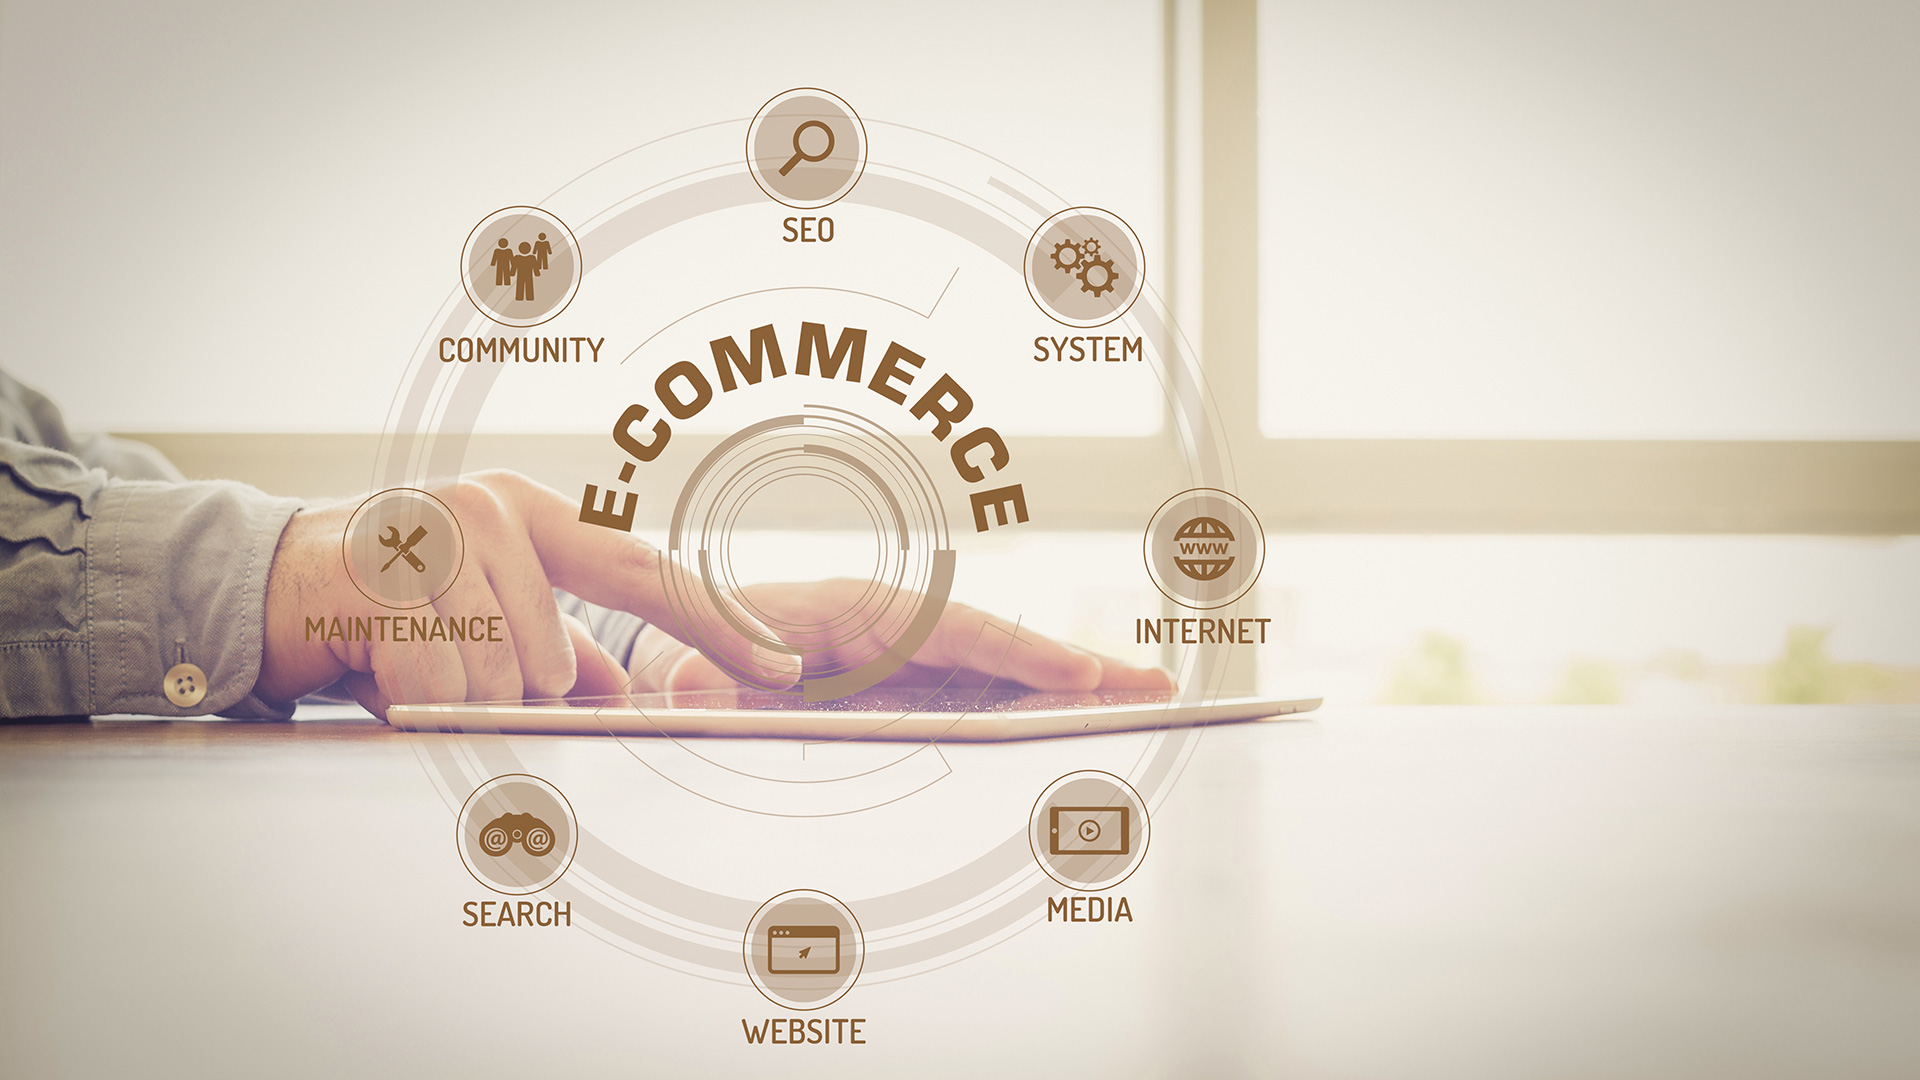 SEO
COMMUNITY
SYSTEM
E-COMMERCE
MAINTENANCE
WWW
INTERNET
@ @
SEARCH
MEDIA
WEBSITE